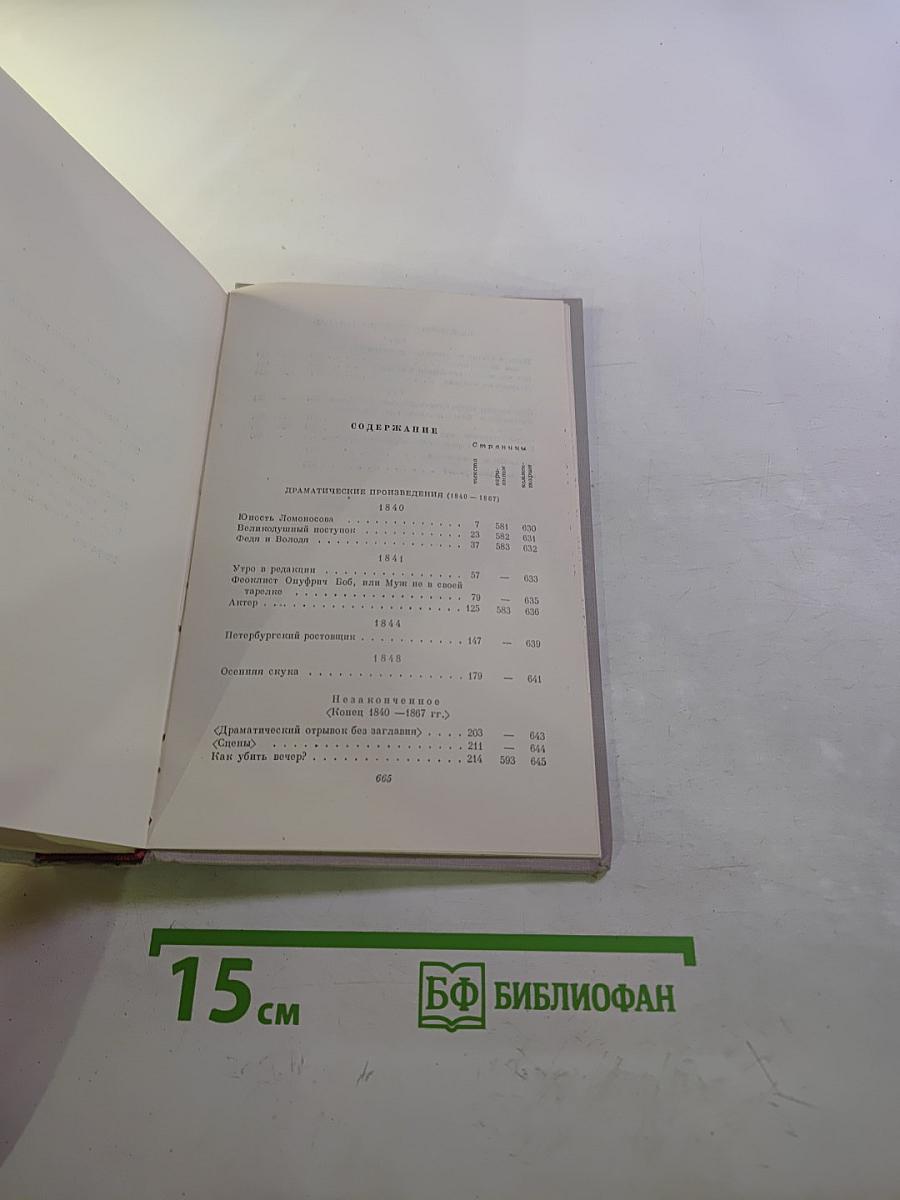 СОДЕРЖАНИЕ
Страницы
текста
вари-
антов
коммен-
тариев
ДРАМАТИЧЕСКИЕ ПРОИЗВЕДЕНИЯ (1840 — 1867)
1840
Юность Ломоносова . . . . . . . . . . . . . 7 581 630
Великодушный поступок . . . . . . . . . . . . 23 582 631
Федя и Володя . . . . . . . . . . . . . . . . 37 583 632
1841
Утро в редакции . . . . . . . . . . . . . . . 57 — 633
Феоклист Онуфрич Боб, или Муж не в своей
тарелке . . . . . . . . . . . . . . . . . . 79 — 635
Актер . . . . . . . . . . . . . . . . . . . . 125 583 636
1844
Петербургский ростовщик . . . . . . . . . . . 147 — 639
1848
Осенняя скука . . . . . . . . . . . . . . . . 179 — 641
Незаконченное
〈Конец 1840 —1867 гг.〉
〈Драматический отрывок без заглавия〉 . . . . 203 — 643
〈Сцены〉 . . . . . . . . . . . . . . . . . . . 211 — 644
Как убить вечер? . . . . . . . . . . . . . . . 214 593 645
665
15 см
БФ БИБЛИОФАН